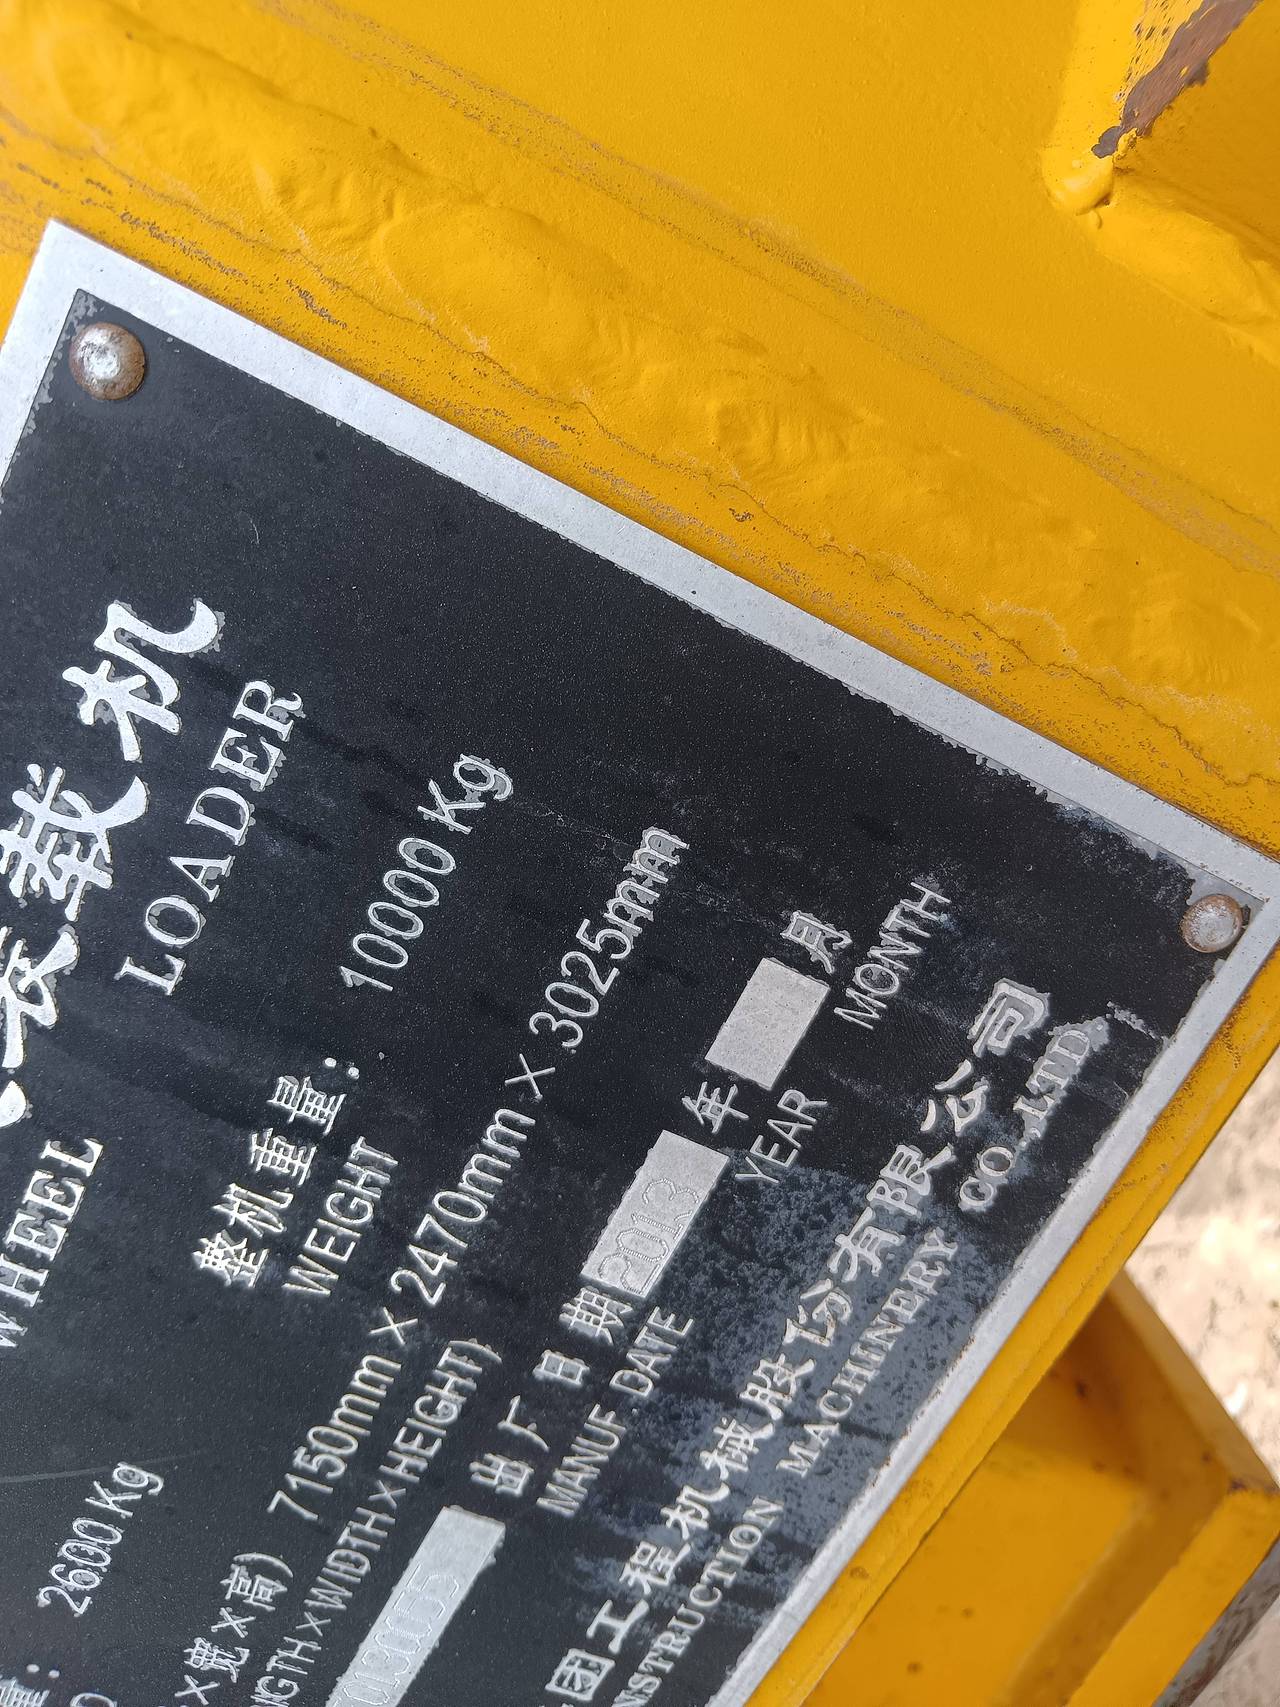 装载机
WHEEL LOADER
整机重量: 10000 Kg
WEIGHT
2600 Kg
×宽×高) 7150mm × 2470mm × 3025mm
×WIDTH×HEIGHT)
出厂日期 2013 年 月
MANUF.DATE YEAR MONTH
团工程机械股份有限公司
CONSTRUCTION MACHINERY CO.,LTD.